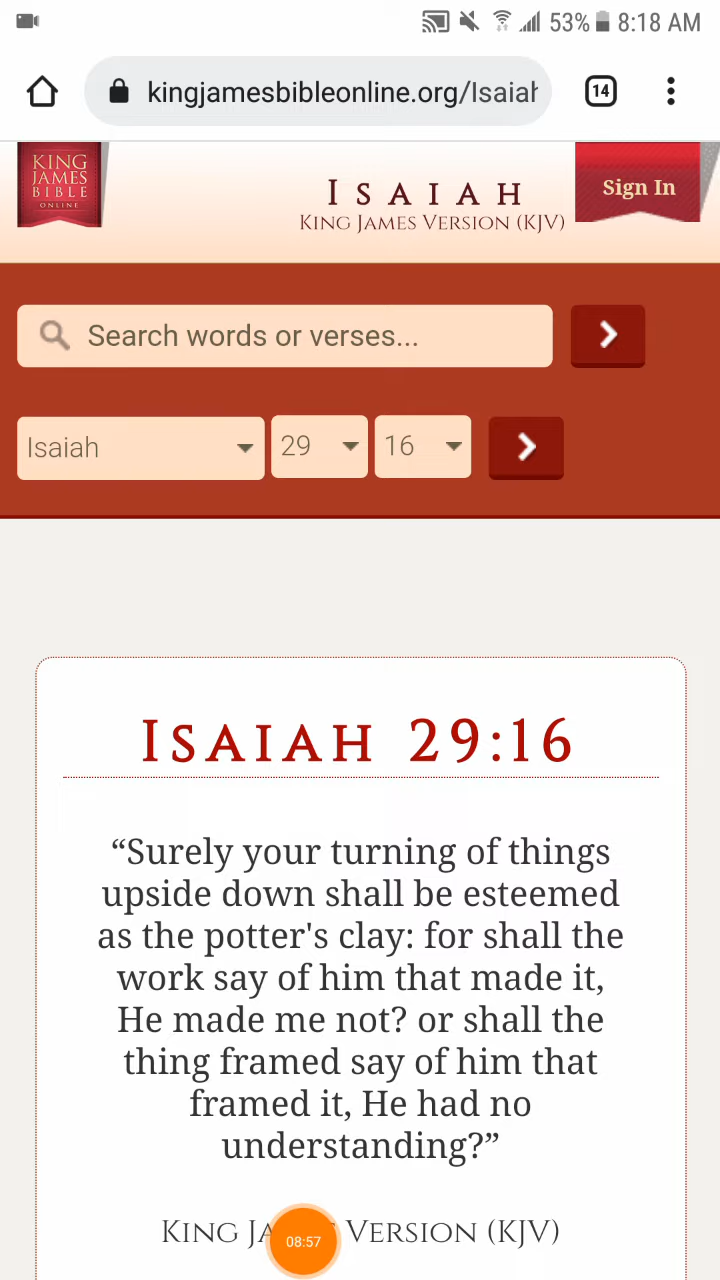 53% 8:18 AM
kingjamesbibleonline.org/Isaiah
14
KING
JAMES
BIBLE
ONLINE
ISAIAH
KING JAMES VERSION (KJV)
Sign In
Search words or verses...
Isaiah 29 16
ISAIAH 29:16
“Surely your turning of things
upside down shall be esteemed
as the potter's clay: for shall the
work say of him that made it,
He made me not? or shall the
thing framed say of him that
framed it, He had no
understanding?”
KING JAMES VERSION (KJV)
08:57